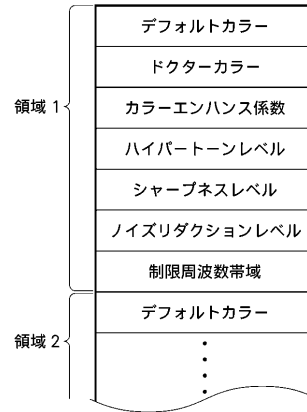 デフォルトカラー
ドクターカラー
領域 1
カラーエンハンス係数
ハイパートーンレベル
シャープネスレベル
ノイズリダクションレベル
制限周波数帯域
デフォルトカラー
領域 2